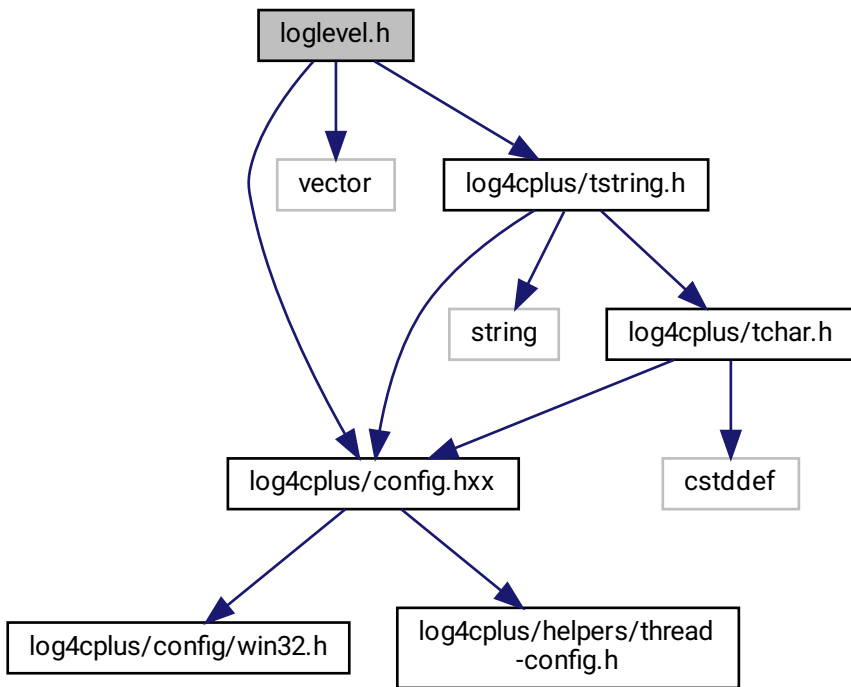 loglevel.h
vector
log4cplus/tstring.h
string
log4cplus/tchar.h
log4cplus/config.hxx
cstddef
log4cplus/config/win32.h
log4cplus/helpers/thread
-config.h